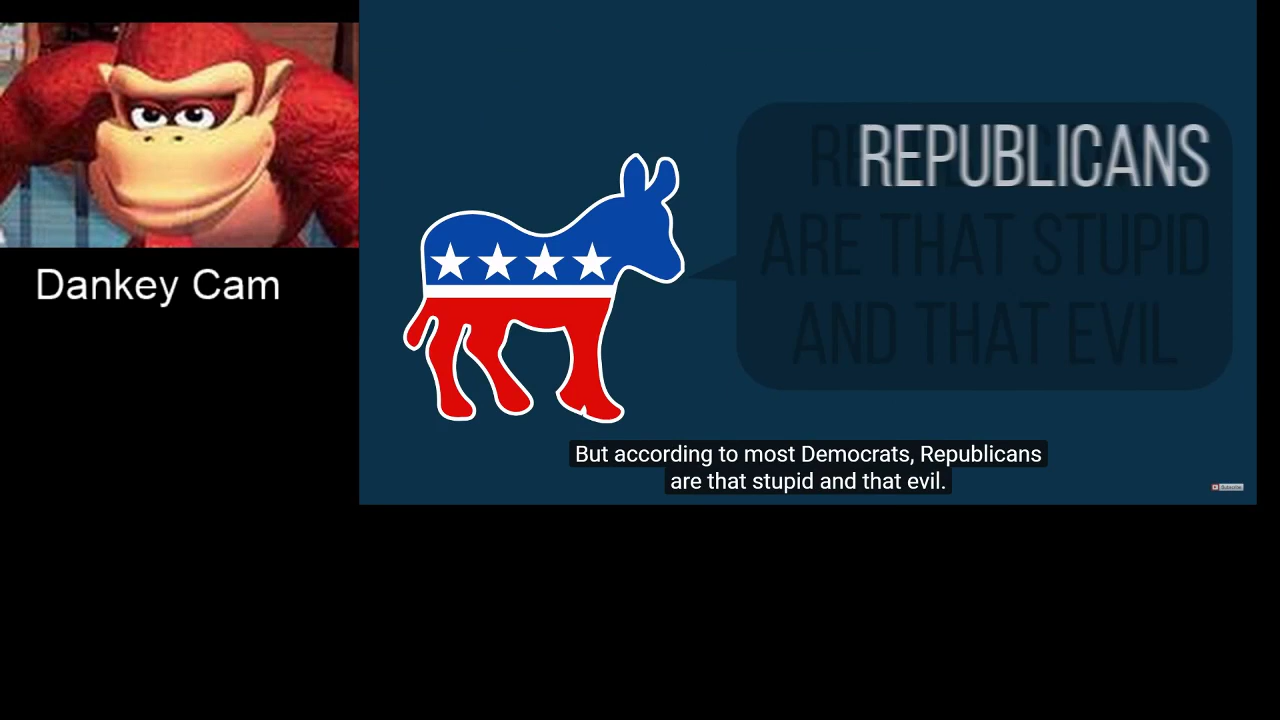 Dankey Cam
REPUBLICANS
ARE THAT STUPID
AND THAT EVIL
But according to most Democrats, Republicans
are that stupid and that evil.
Subscribe